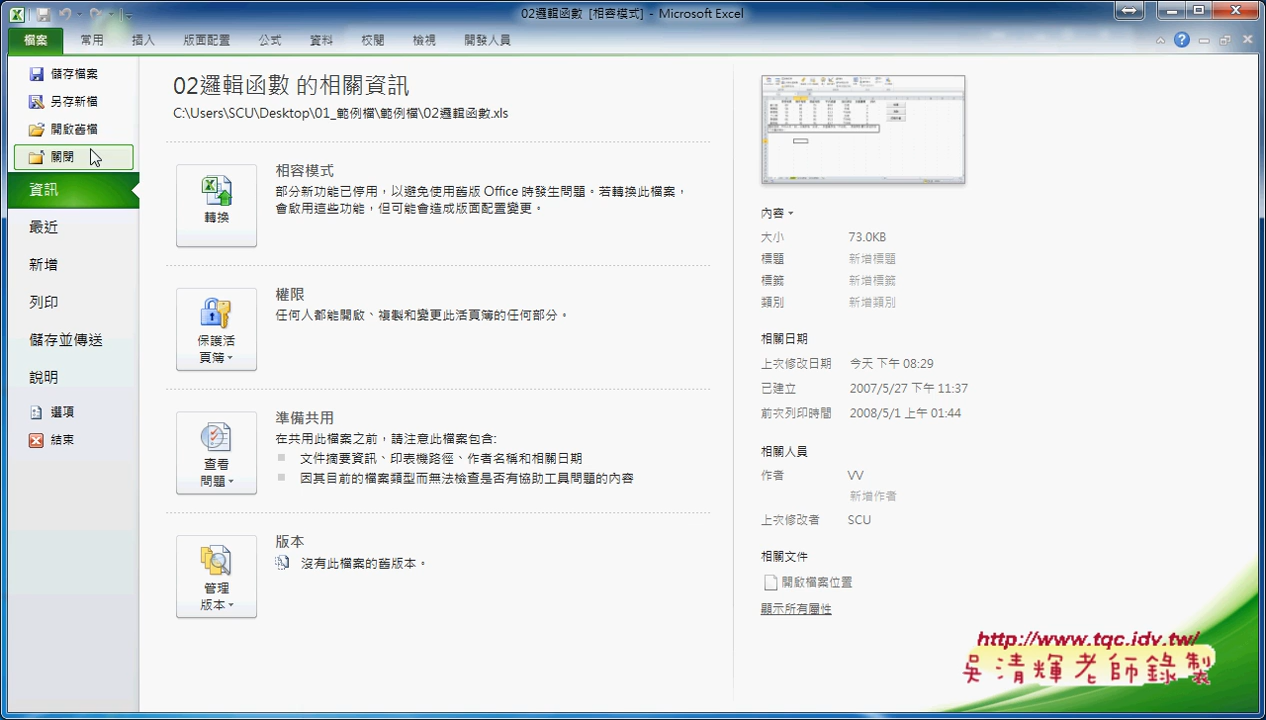 02邏輯函數 [相容模式] - Microsoft Excel
檔案 常用 插入 版面配置 公式 資料 校閱 檢視 開發人員
儲存檔案
另存新檔
開啟舊檔
關閉
資訊
最近
新增
列印
儲存並傳送
說明
選項
結束
02邏輯函數 的相關資訊
C:\Users\SCU\Desktop\01_範例檔\範例檔\02邏輯函數.xls
轉換
相容模式
部分新功能已停用，以避免使用舊版 Office 時發生問題。若轉換此檔案，
會啟用這些功能，但可能會造成版面配置變更。
保護活
頁簿
權限
任何人都能開啟、複製和變更此活頁簿的任何部分。
查看
問題
準備共用
在共用此檔案之前，請注意此檔案包含:
文件摘要資訊、印表機路徑、作者名稱和相關日期
因其目前的檔案類型而無法檢查是否有協助工具問題的內容
管理
版本
版本
沒有此檔案的舊版本。
內容
大小 73.0KB
標題 新增標題
標籤 新增標籤
類別 新增類別
相關日期
上次修改日期 今天 下午 08:29
已建立 2007/5/27 下午 11:37
前次列印時間 2008/5/1 上午 01:44
相關人員
作者 VV
新增作者
上次修改者 SCU
相關文件
開啟檔案位置
顯示所有屬性
http://www.tqc.idv.tw/
吳清輝老師錄製